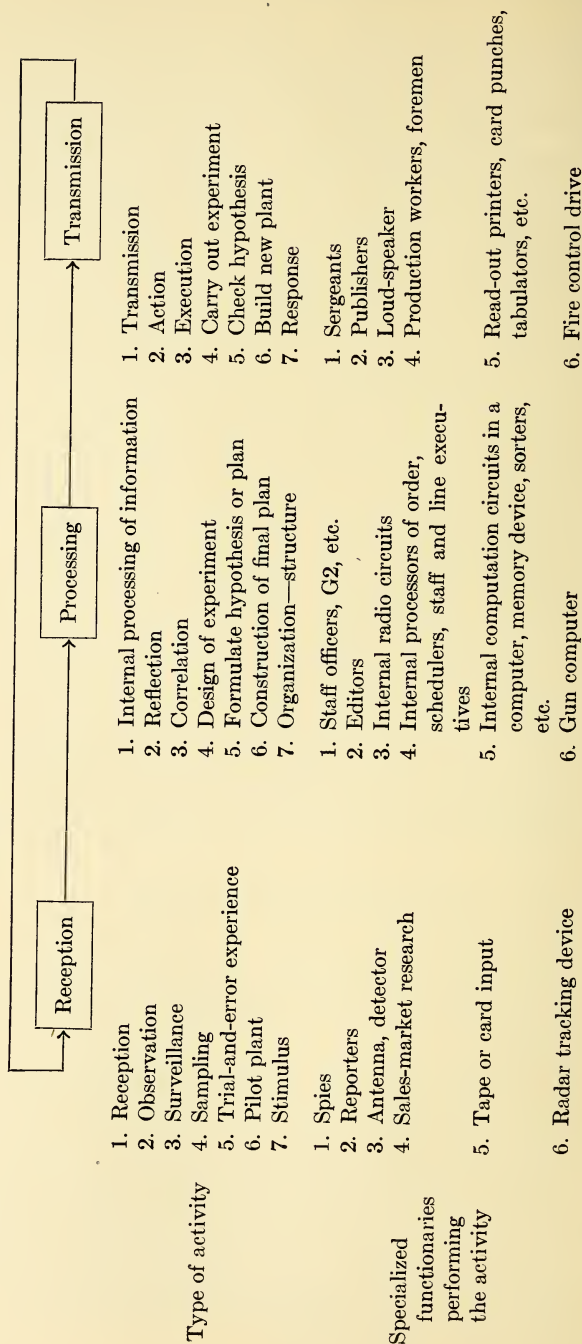 Reception
Processing
Transmission
Type of activity
1. Reception
2. Observation
3. Surveillance
4. Sampling
5. Trial-and-error experience
6. Pilot plant
7. Stimulus
1. Internal processing of information
2. Reflection
3. Correlation
4. Design of experiment
5. Formulate hypothesis or plan
6. Construction of final plan
7. Organization—structure
1. Transmission
2. Action
3. Execution
4. Carry out experiment
5. Check hypothesis
6. Build new plant
7. Response
Specialized
functionaries
performing
the activity
1. Spies
2. Reporters
3. Antenna, detector
4. Sales-market research
5. Tape or card input
6. Radar tracking device
1. Staff officers, G2, etc.
2. Editors
3. Internal radio circuits
4. Internal processors of order,
schedulers, staff and line execu-
tives
5. Internal computation circuits in a
computer, memory device, sorters,
etc.
6. Gun computer
1. Sergeants
2. Publishers
3. Loud-speaker
4. Production workers, foremen
5. Read-out printers, card punches,
tabulators, etc.
6. Fire control drive